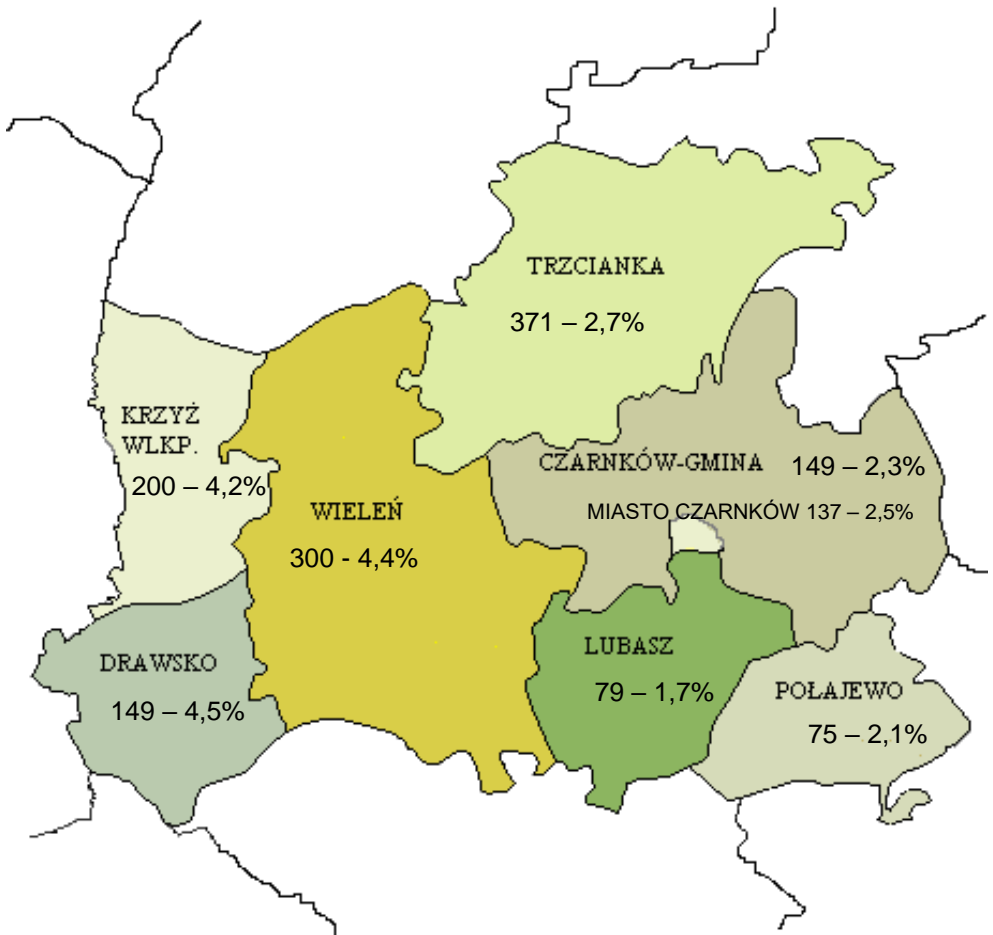 TRZCIANKA
371 – 2,7%
KRZYŻ
WLKP.
200 – 4,2%
CZARNKÓW-GMINA 149 – 2,3%
MIASTO CZARNKÓW 137 – 2,5%
WIELEŃ
300 - 4,4%
DRAWSKO
149 – 4,5%
LUBASZ
79 – 1,7%
POŁAJEWO
75 – 2,1%